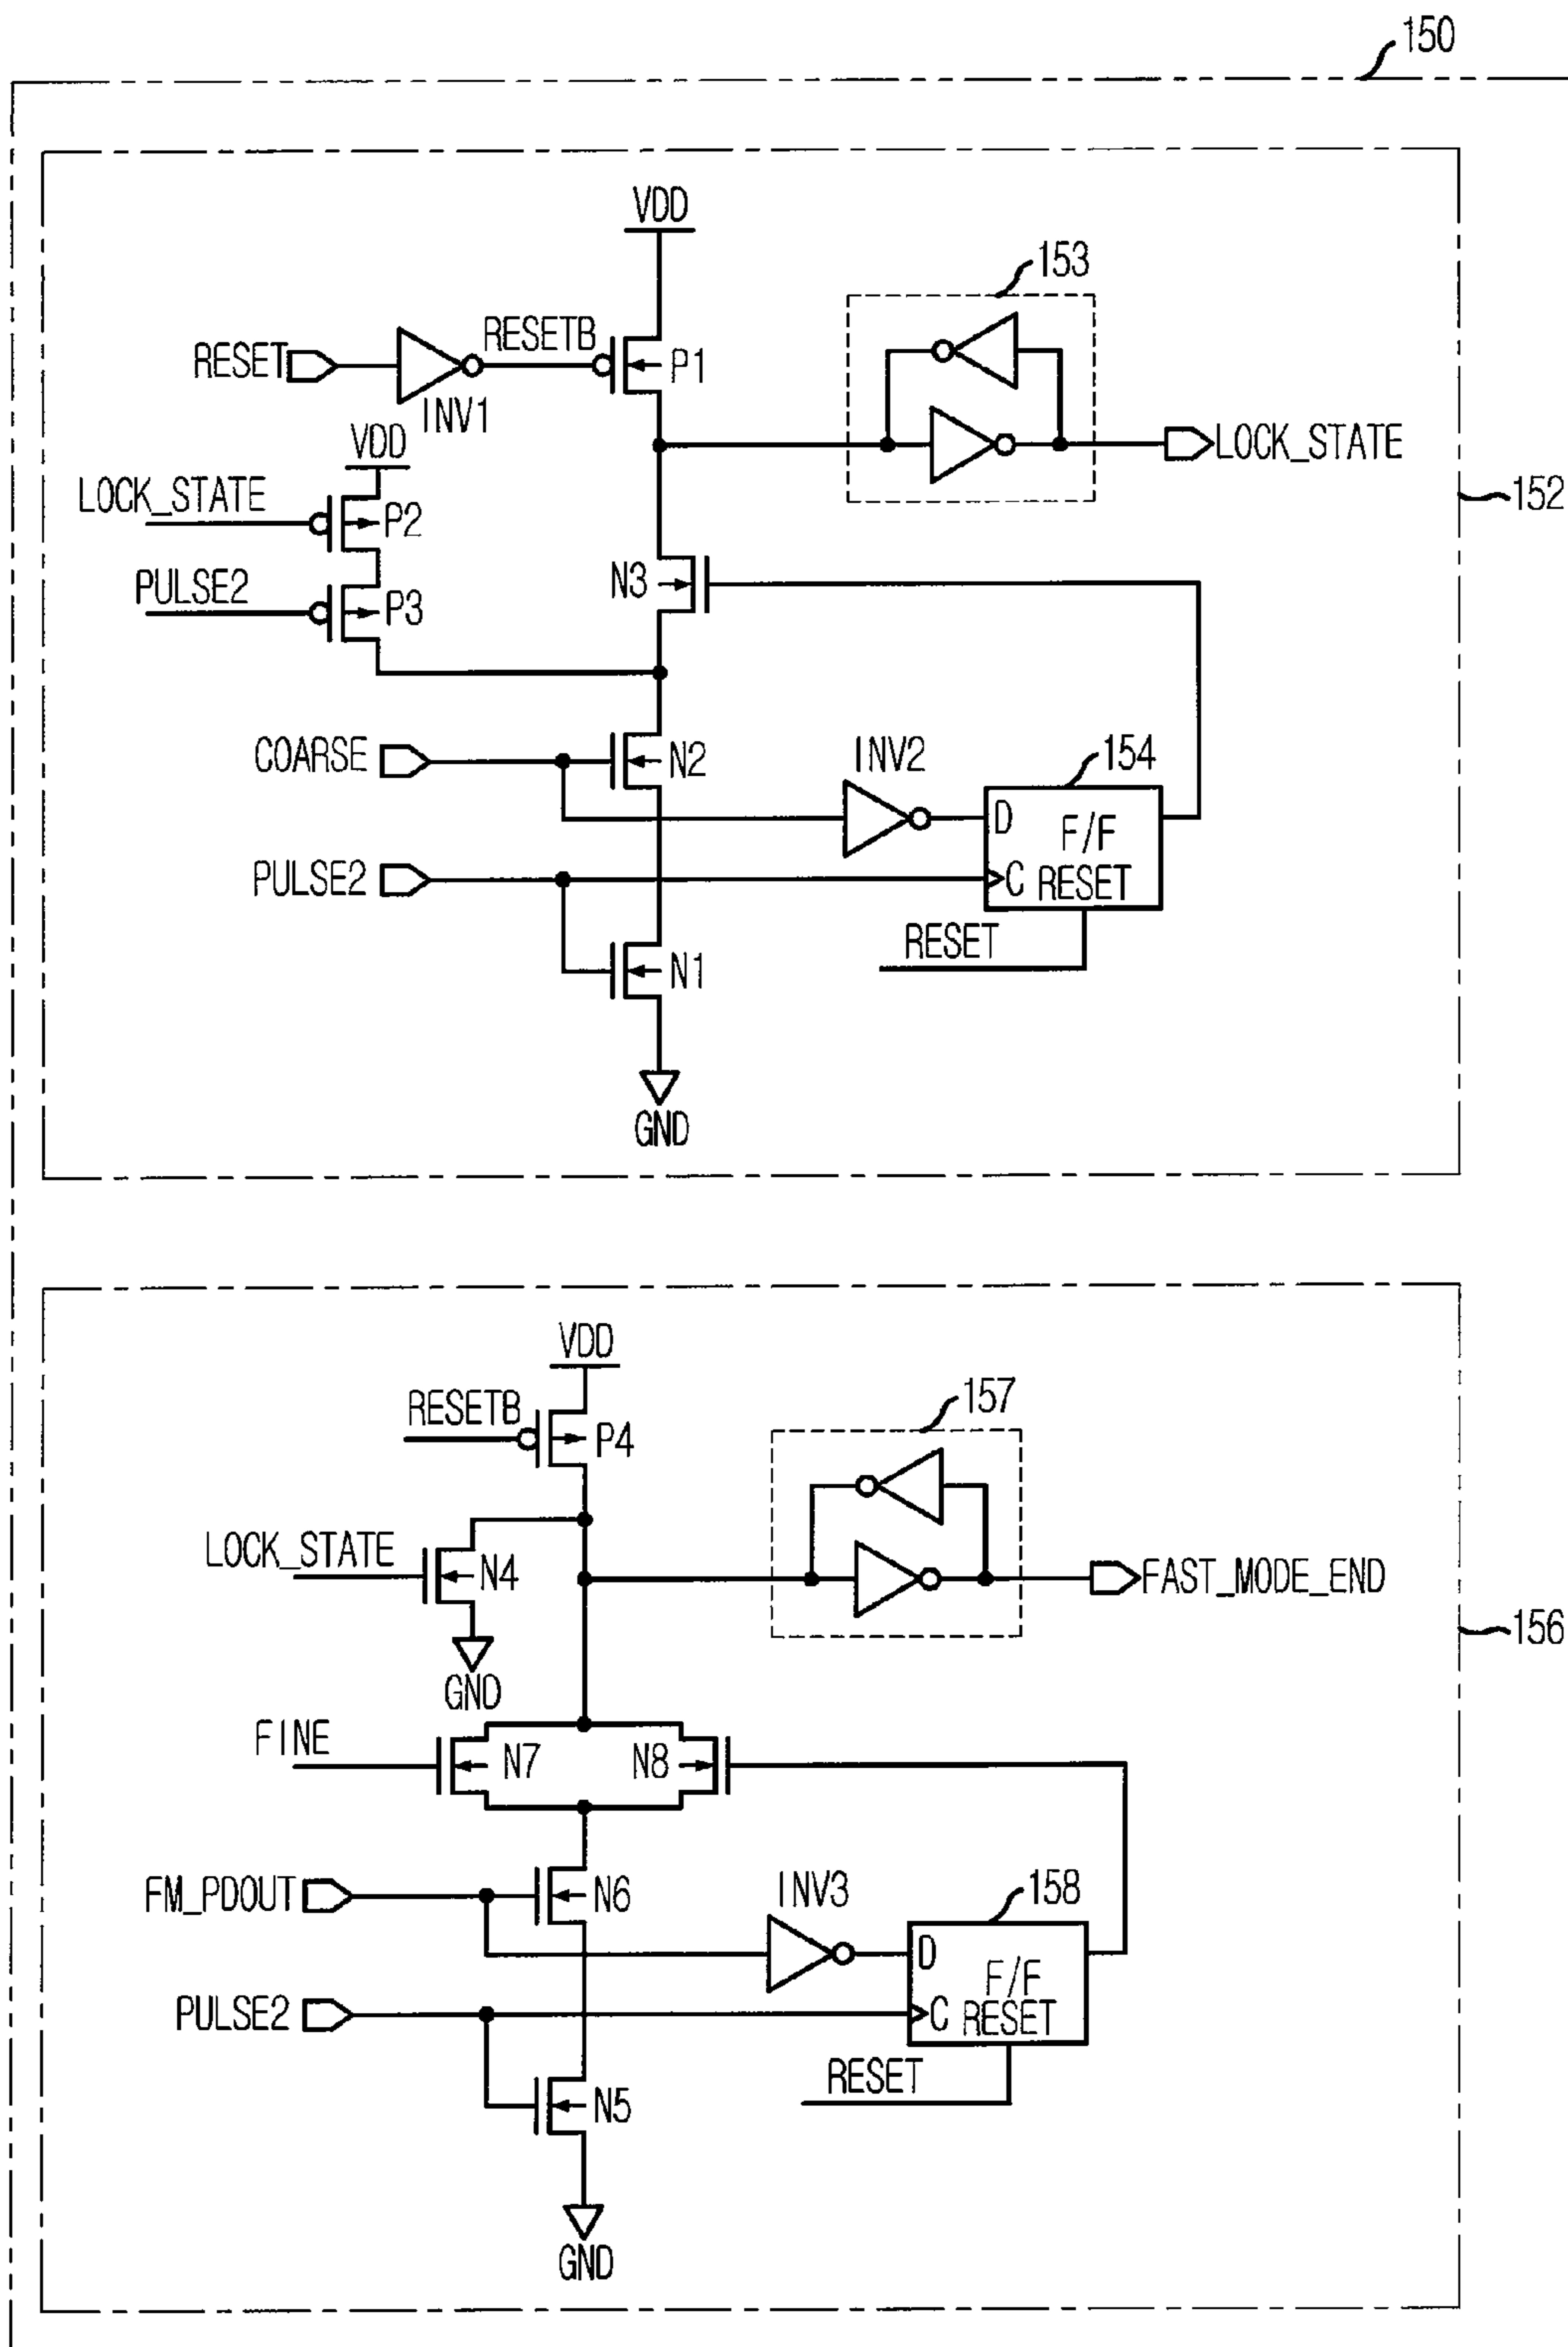 150
VDD
153
RESET
RESETB
P1
INV1
VDD
LOCK_STATE
LOCK_STATE
P2
152
PULSE2
P3
N3
COARSE
N2
INV2
154
D
F/F
PULSE2
C
RESET
RESET
N1
GND
VDD
157
RESETB
P4
LOCK_STATE
N4
FAST_MODE_END
156
GND
FINE
N7
N8
FM_PDOUT
N6
INV3
158
D
F/F
PULSE2
C
RESET
RESET
N5
GND